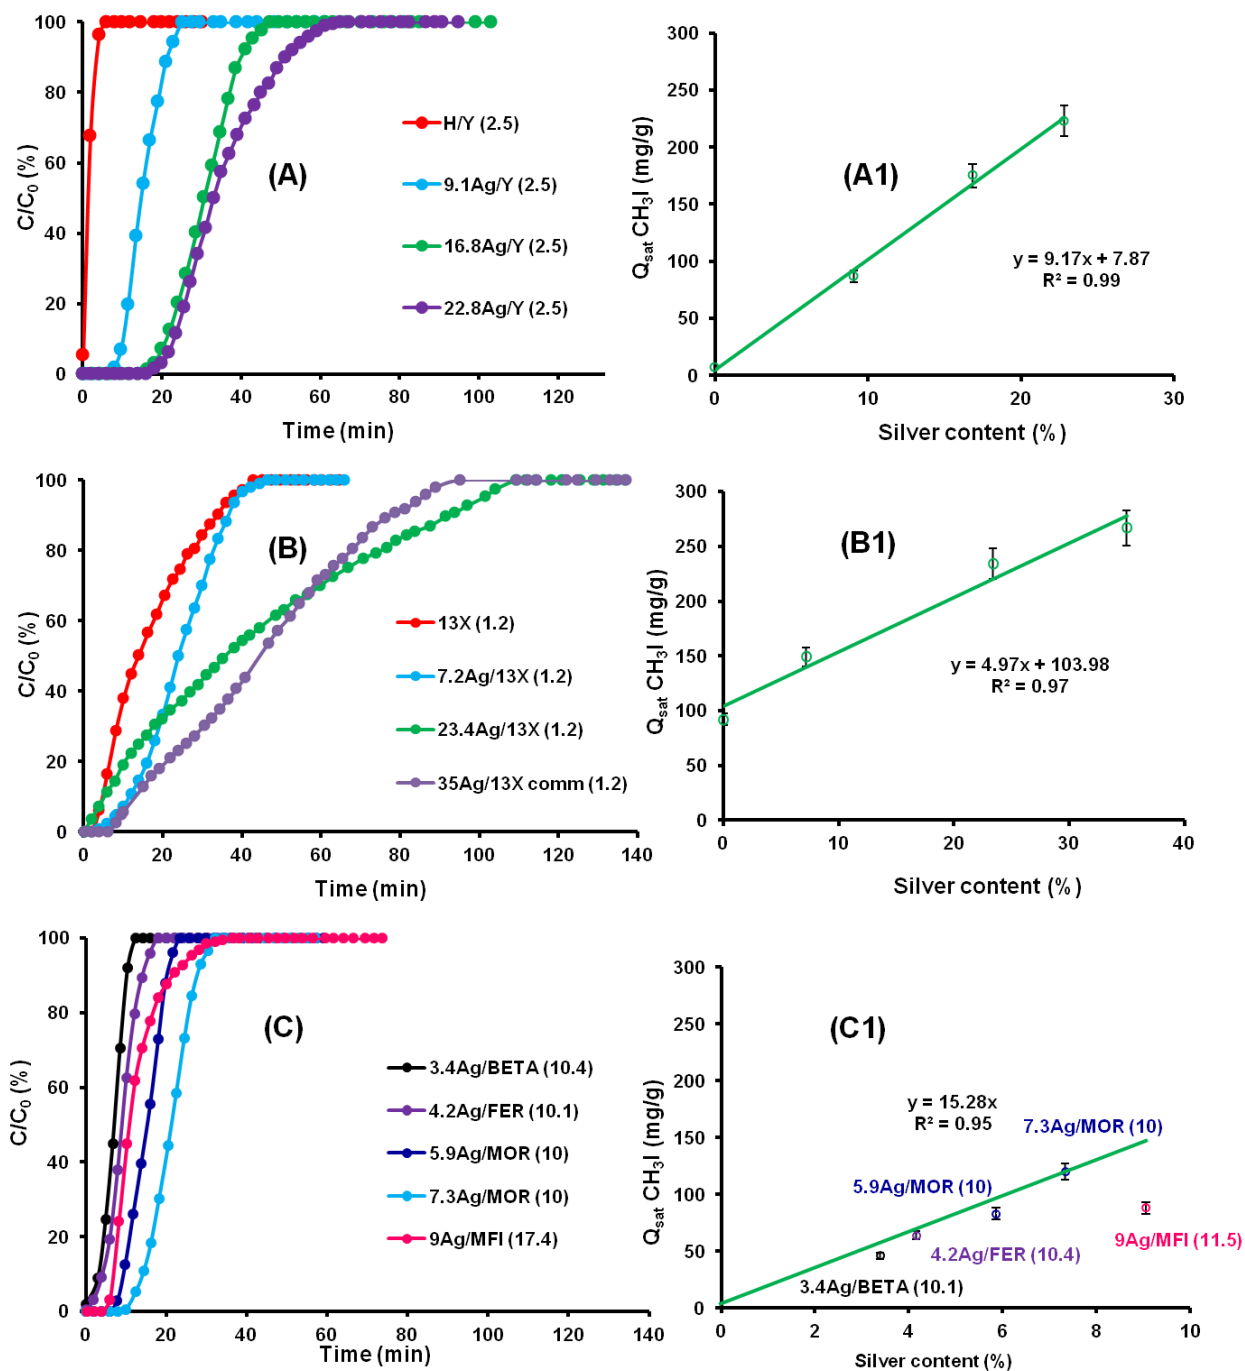 100
80
60
40
20
0
C/C0 (%)
(A)
H/Y (2.5)
9.1Ag/Y (2.5)
16.8Ag/Y (2.5)
22.8Ag/Y (2.5)
0 20 40 60 80 100 120
Time (min)
300
250
200
150
100
50
0
Qsat CH3I (mg/g)
(A1)
y = 9.17x + 7.87
R² = 0.99
0 10 20 30
Silver content (%)
100
80
60
40
20
0
C/C0 (%)
(B)
13X (1.2)
7.2Ag/13X (1.2)
23.4Ag/13X (1.2)
35Ag/13X comm (1.2)
0 20 40 60 80 100 120 140
Time (min)
300
250
200
150
100
50
0
Qsat CH3I (mg/g)
(B1)
y = 4.97x + 103.98
R² = 0.97
0 10 20 30 40
Silver content (%)
100
80
60
40
20
0
C/C0 (%)
(C)
3.4Ag/BETA (10.4)
4.2Ag/FER (10.1)
5.9Ag/MOR (10)
7.3Ag/MOR (10)
9Ag/MFI (17.4)
0 20 40 60 80 100 120 140
Time (min)
300
250
200
150
100
50
0
Qsat CH3I (mg/g)
(C1)
y = 15.28x
R² = 0.95
7.3Ag/MOR (10)
5.9Ag/MOR (10)
9Ag/MFI (11.5)
4.2Ag/FER (10.4)
3.4Ag/BETA (10.1)
0 2 4 6 8 10
Silver content (%)